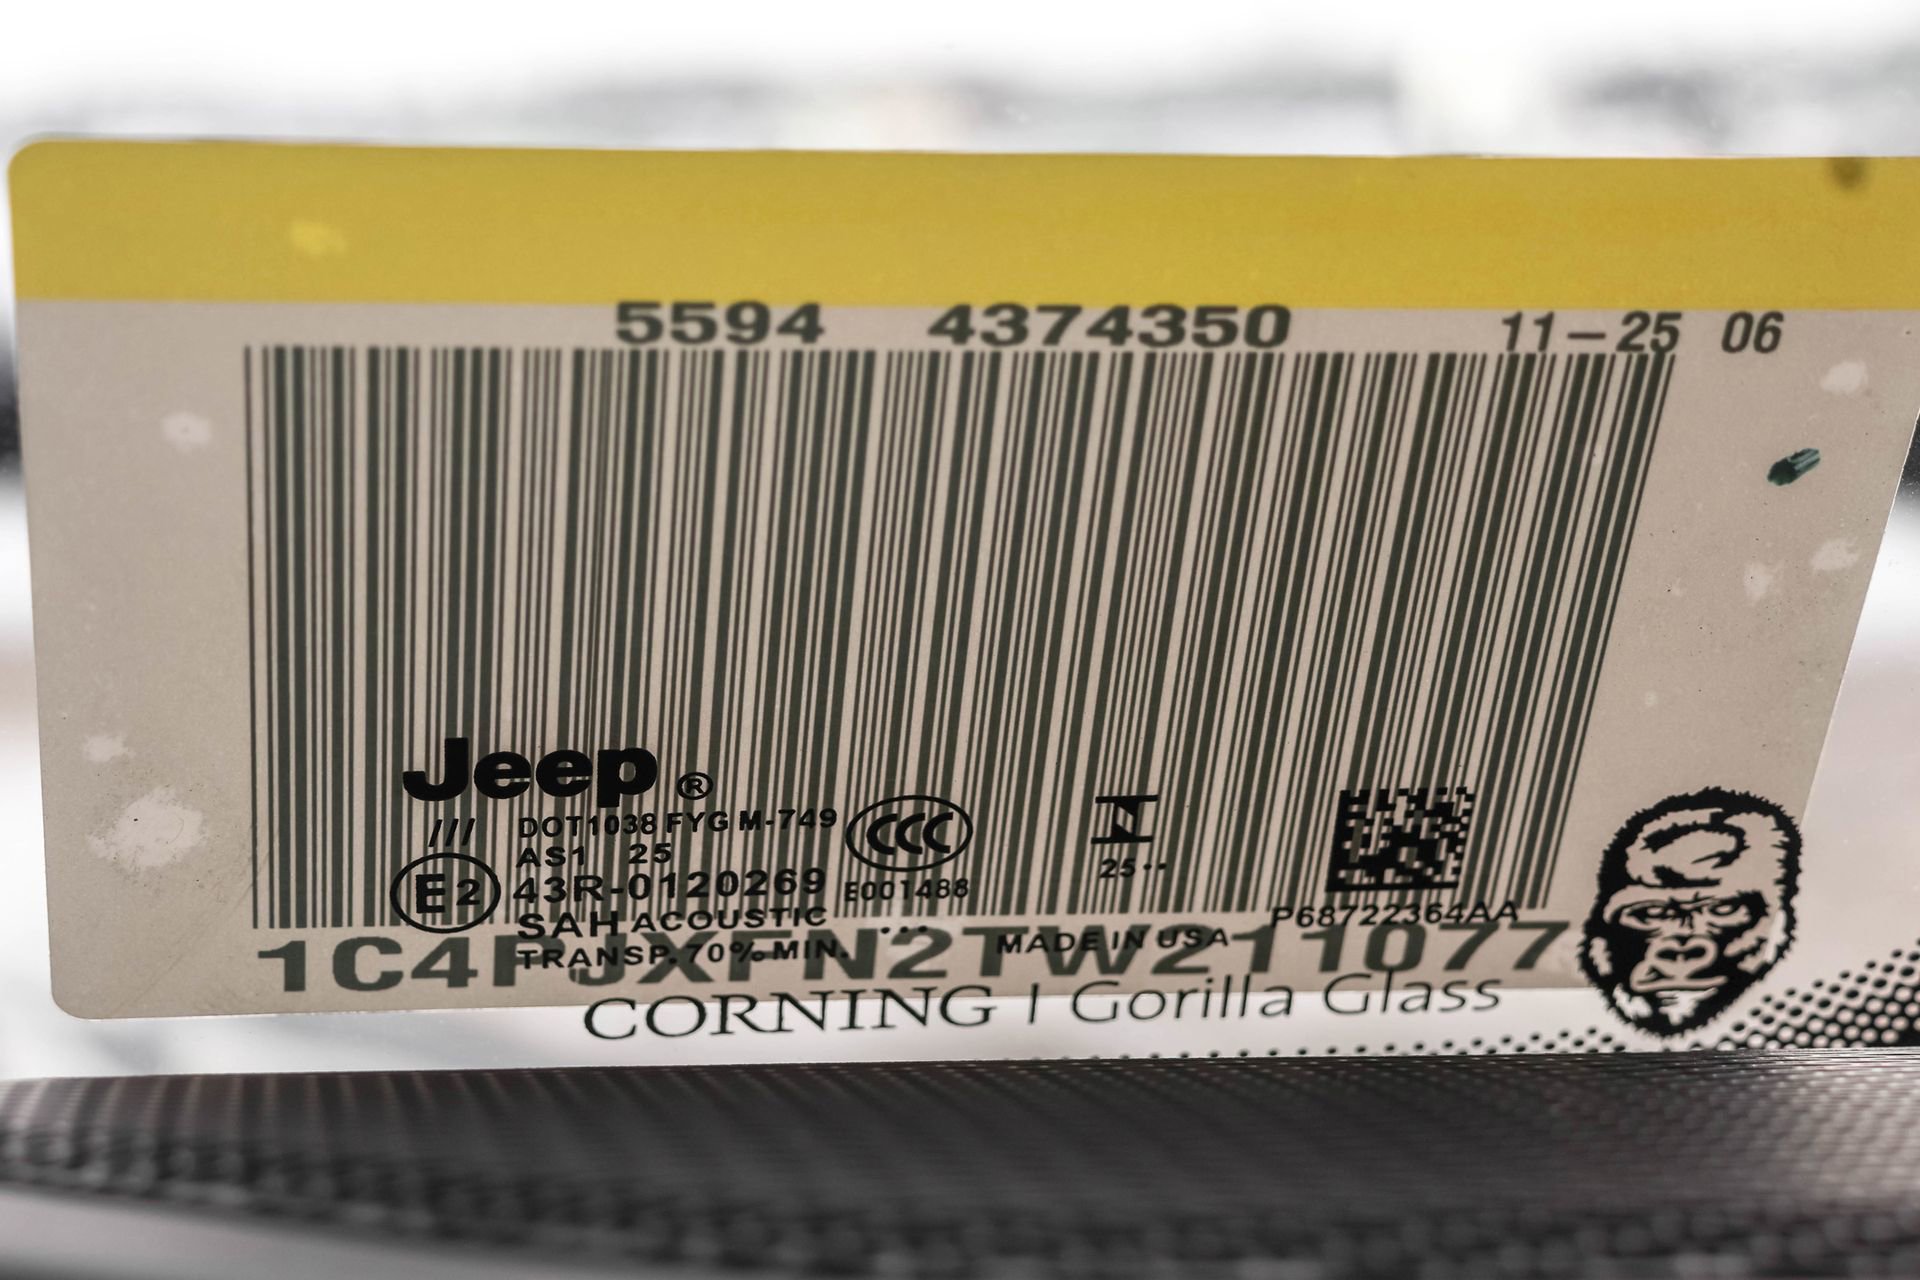 5594 4374350 11-25 06
Jeep ®
/// DOT1038 FYG M-749
AS1 25
CCC
25··
E2 43R-0120269 E001488
SAH ACOUSTIC
P68722364AA
TRANSP.70%MIN. ··· MADE IN USA
1C4PJXFN2TW211077
CORNING | Gorilla Glass